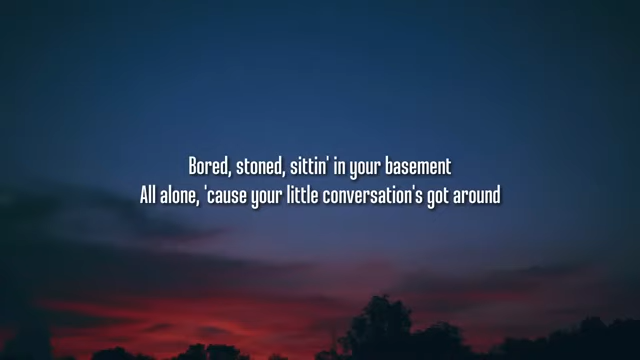 Bored, stoned, sittin' in your basement
All alone, 'cause your little conversation's got around